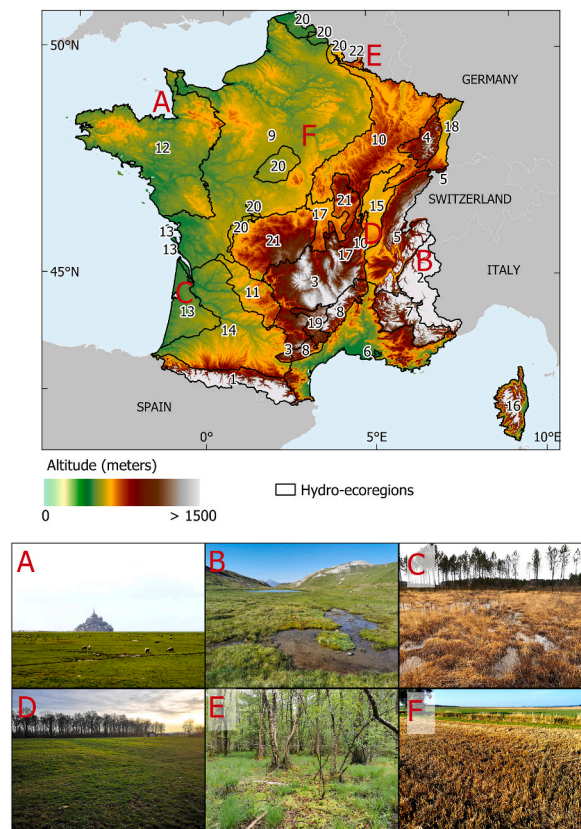 20
20
50°N
20
22
E
GERMANY
A
18
9
F
4
10
12
20
5
SWITZERLAND
21
20
15
13
20
17
D
5
21
10
B
13
17
2
ITALY
45°N
3
C
11
13
8
7
14
19
3
8
6
1
16
SPAIN
0°
5°E
10°E
Altitude (meters)
Hydro-ecoregions
0
> 1500
A
B
C
D
E
F